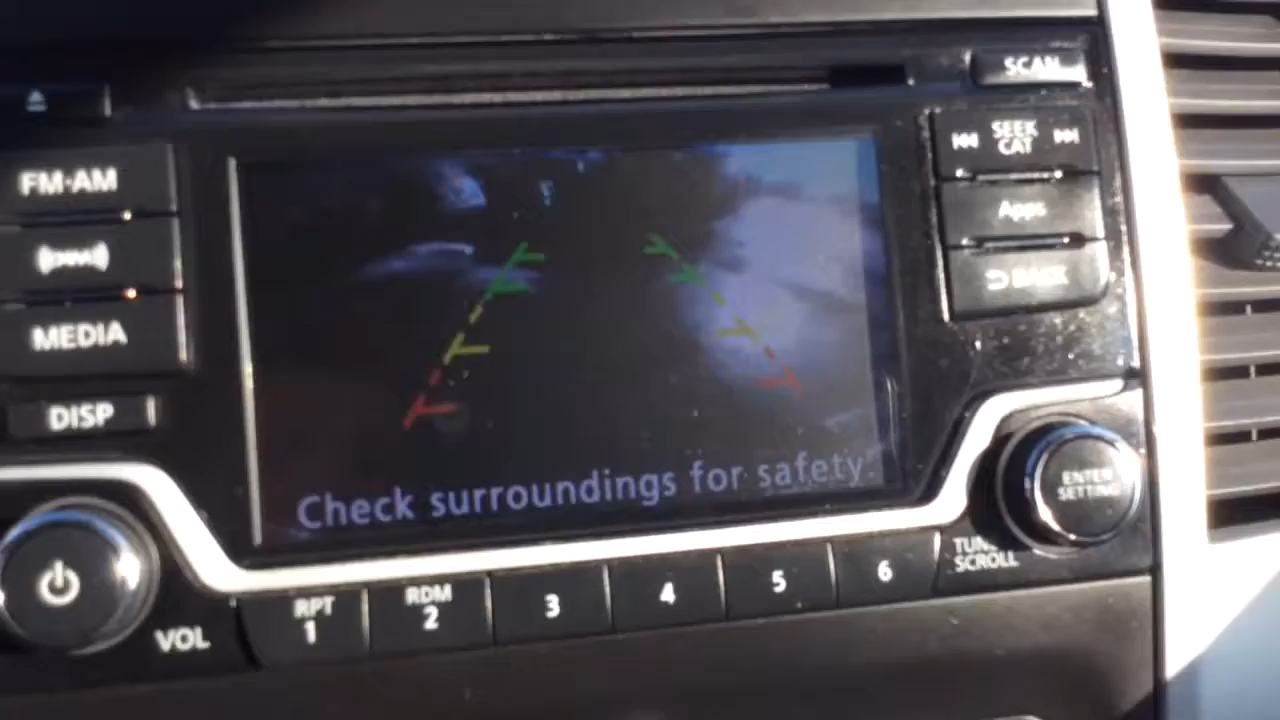 SCAN
SEEK
CAT
FM·AM
Apps
BACK
MEDIA
DISP
Check surroundings for safety.
ENTER
SETTING
TUNE
SCROLL
VOL
RPT
1
RDM
2
3
4
5
6